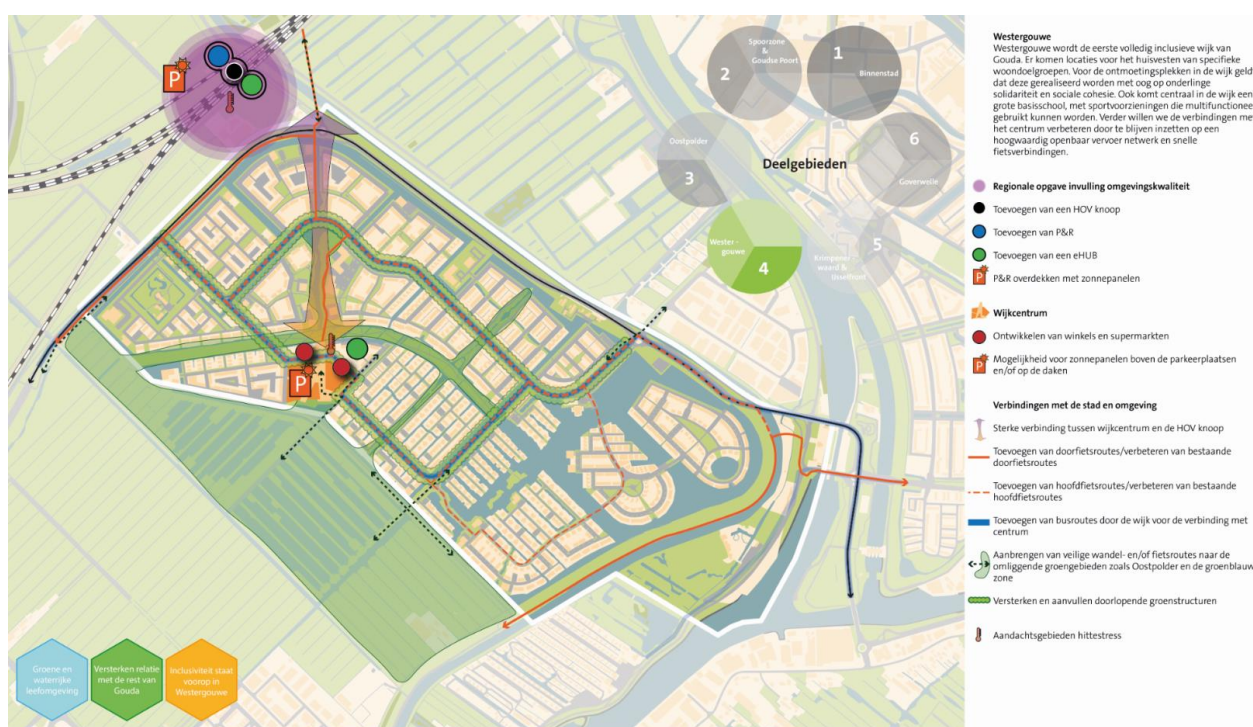 Spoorzone
&
Goudse Poort
2
1
Binnenstad
Oostpolder
3
Deelgebieden
6
Goverwelle
Wester -
gouwe
4
Krimpener-
waard &
IJsselfront
5
P
P
Groene en
waterrijke
leefomgeving
Versterken relatie
met de rest van
Gouda
Inclusiviteit staat
voorop in
Westergouwe
Westergouwe
Westergouwe wordt de eerste volledig inclusieve wijk van
Gouda. Er komen locaties voor het huisvesten van specifieke
woondoelgroepen. Voor de ontmoetingsplekken in de wijk geldt
dat deze gerealiseerd worden met oog op onderlinge
solidariteit en sociale cohesie. Ook komt centraal in de wijk een
grote basisschool, met sportvoorzieningen die multifunctionee
gebruikt kunnen worden. Verder willen we de verbindingen me
het centrum verbeteren door te blijven inzetten op een
hoogwaardig openbaar vervoer netwerk en snelle
fietsverbindingen.
Regionale opgave invulling omgevingskwaliteit
Toevoegen van een HOV knoop
Toevoegen van P&R
Toevoegen van een eHUB
P P&R overdekken met zonnepanelen
Wijkcentrum
Ontwikkelen van winkels en supermarkten
P Mogelijkheid voor zonnepanelen boven de parkeerplaatsen
en/of op de daken
Verbindingen met de stad en omgeving
Sterke verbinding tussen wijkcentrum en de HOV knoop
Toevoegen van doorfietsroutes/verbeteren van bestaande
doorfietsroutes
Toevoegen van hoofdfietsroutes/verbeteren van bestaande
hoofdfietsroutes
Toevoegen van busroutes door de wijk voor de verbinding met
centrum
Aanbrengen van veilige wandel- en/of fietsroutes naar de
omliggende groengebieden zoals Oostpolder en de groenblauw
zone
Versterken en aanvullen doorlopende groenstructuren
Aandachtsgebieden hittestress